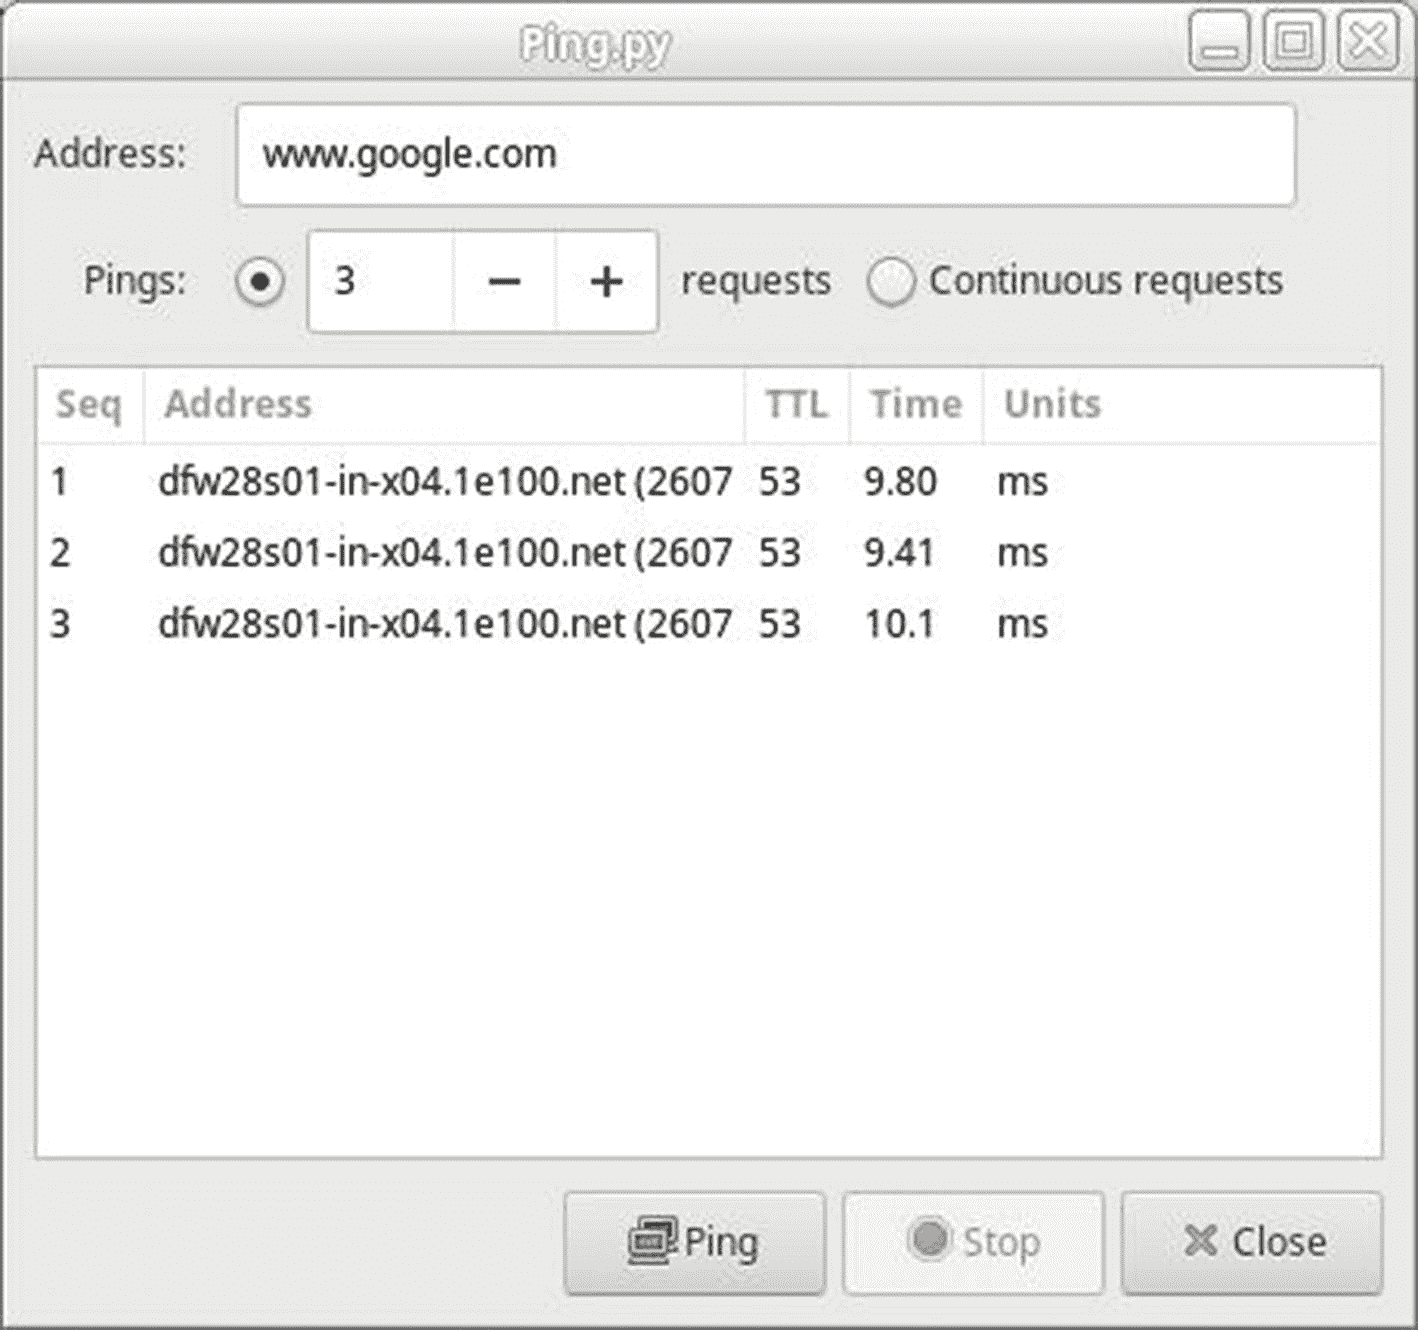 Ping.py
Address: www.google.com
Pings: 3 − + requests Continuous requests
Seq Address TTL Time Units
1 dfw28s01-in-x04.1e100.net (2607 53 9.80 ms
2 dfw28s01-in-x04.1e100.net (2607 53 9.41 ms
3 dfw28s01-in-x04.1e100.net (2607 53 10.1 ms
Ping Stop Close